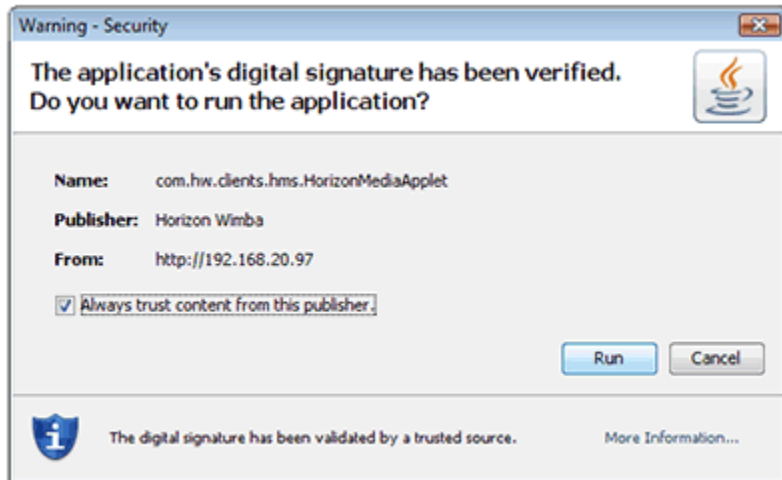 Warning - Security
The application's digital signature has been verified.
Do you want to run the application?
Name: com.hw.clients.hms.HorizonMediaApplet
Publisher: Horizon Wimba
From: http://192.168.20.97
Always trust content from this publisher.
Run Cancel
The digital signature has been validated by a trusted source. More Information...